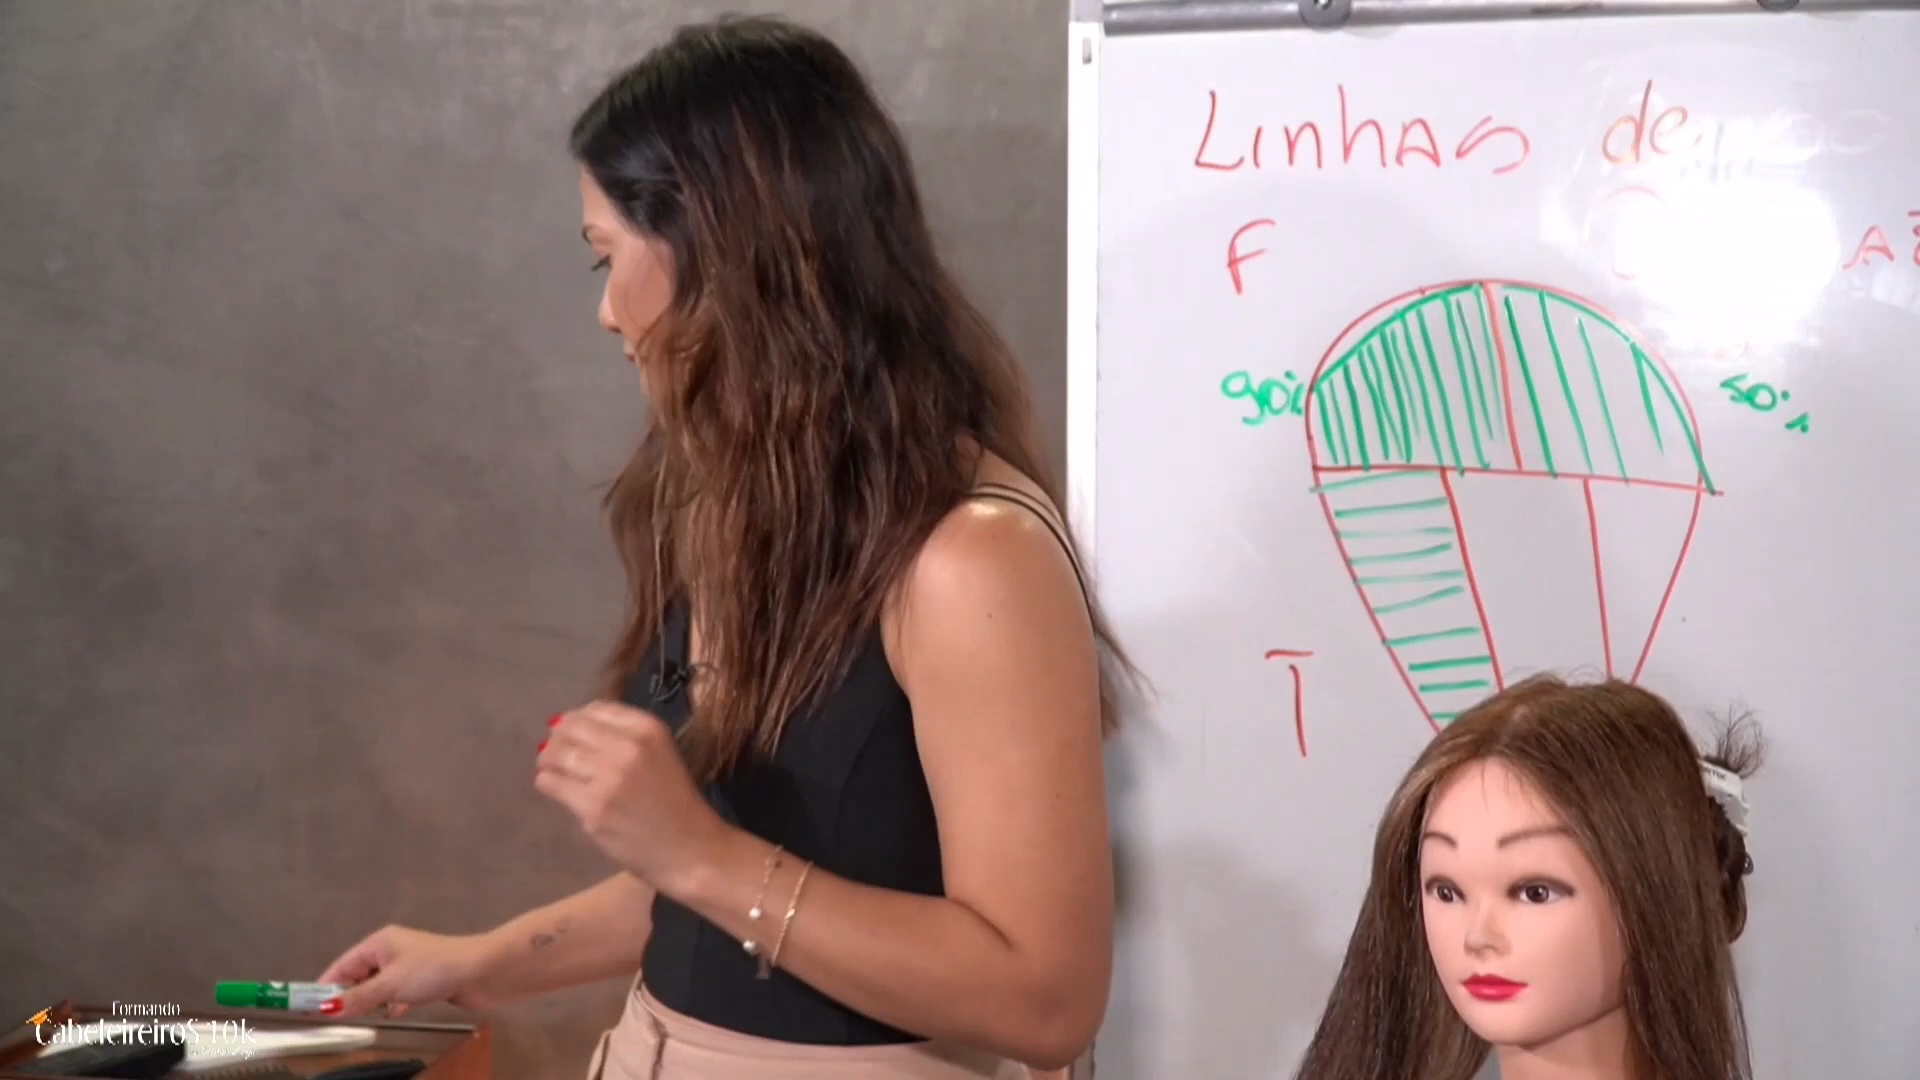 Linhas de
F
90%
50%
T
Formando
Cabeleireiros 10k